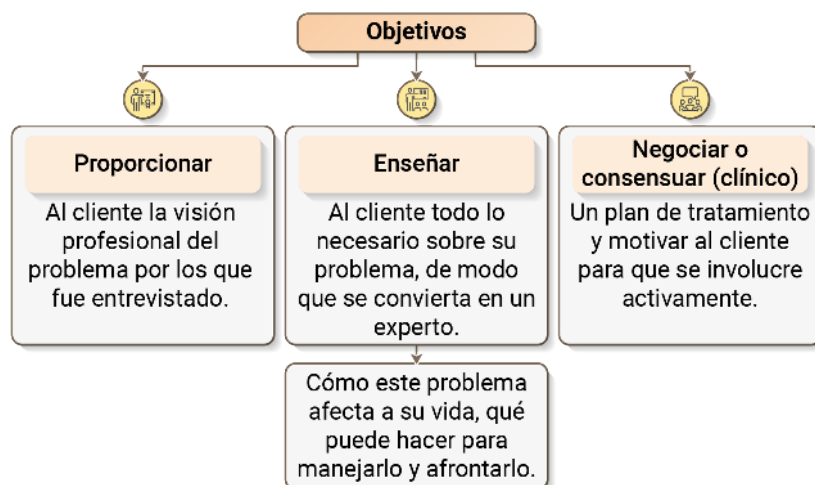 Objetivos
Proporcionar
Al cliente la visión
profesional del
problema por los que
fue entrevistado.
Enseñar
Al cliente todo lo
necesario sobre su
problema, de modo
que se convierta en un
experto.
Negociar o
consensuar (clínico)
Un plan de tratamiento
y motivar al cliente
para que se involucre
activamente.
Cómo este problema
afecta a su vida, qué
puede hacer para
manejarlo y afrontarlo.